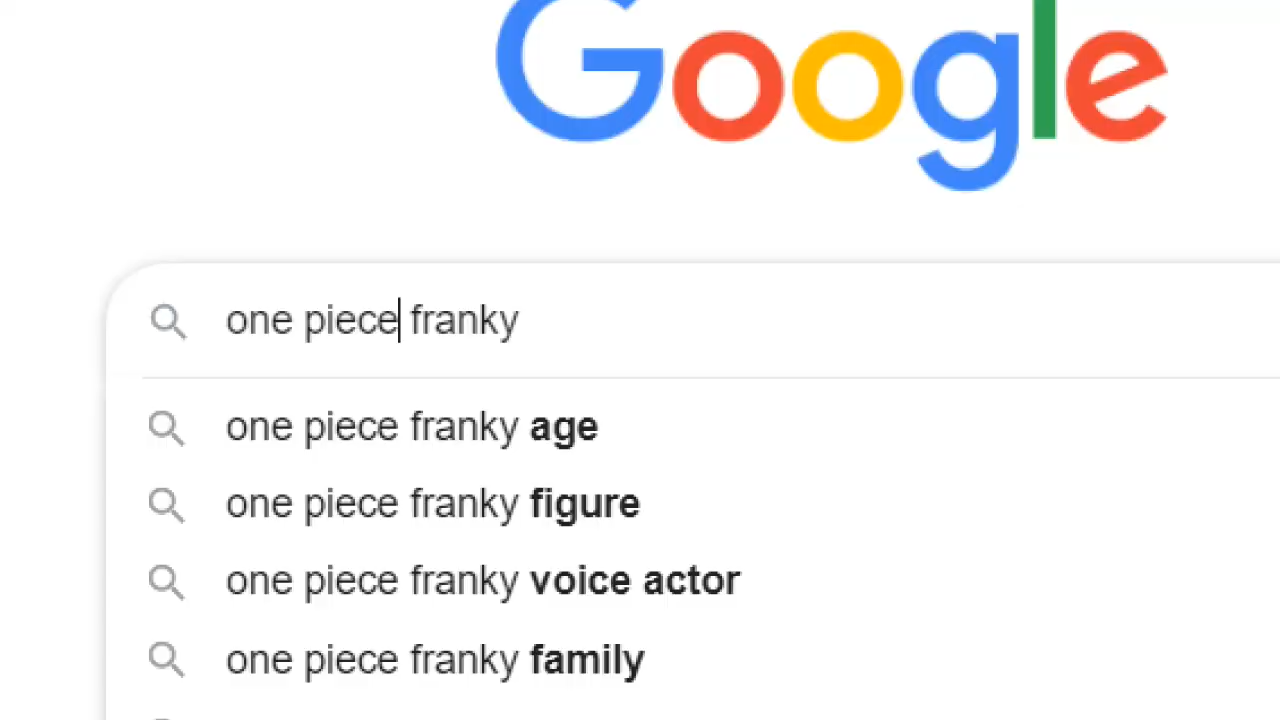 Google
one piece franky
one piece franky age
one piece franky figure
one piece franky voice actor
one piece franky family